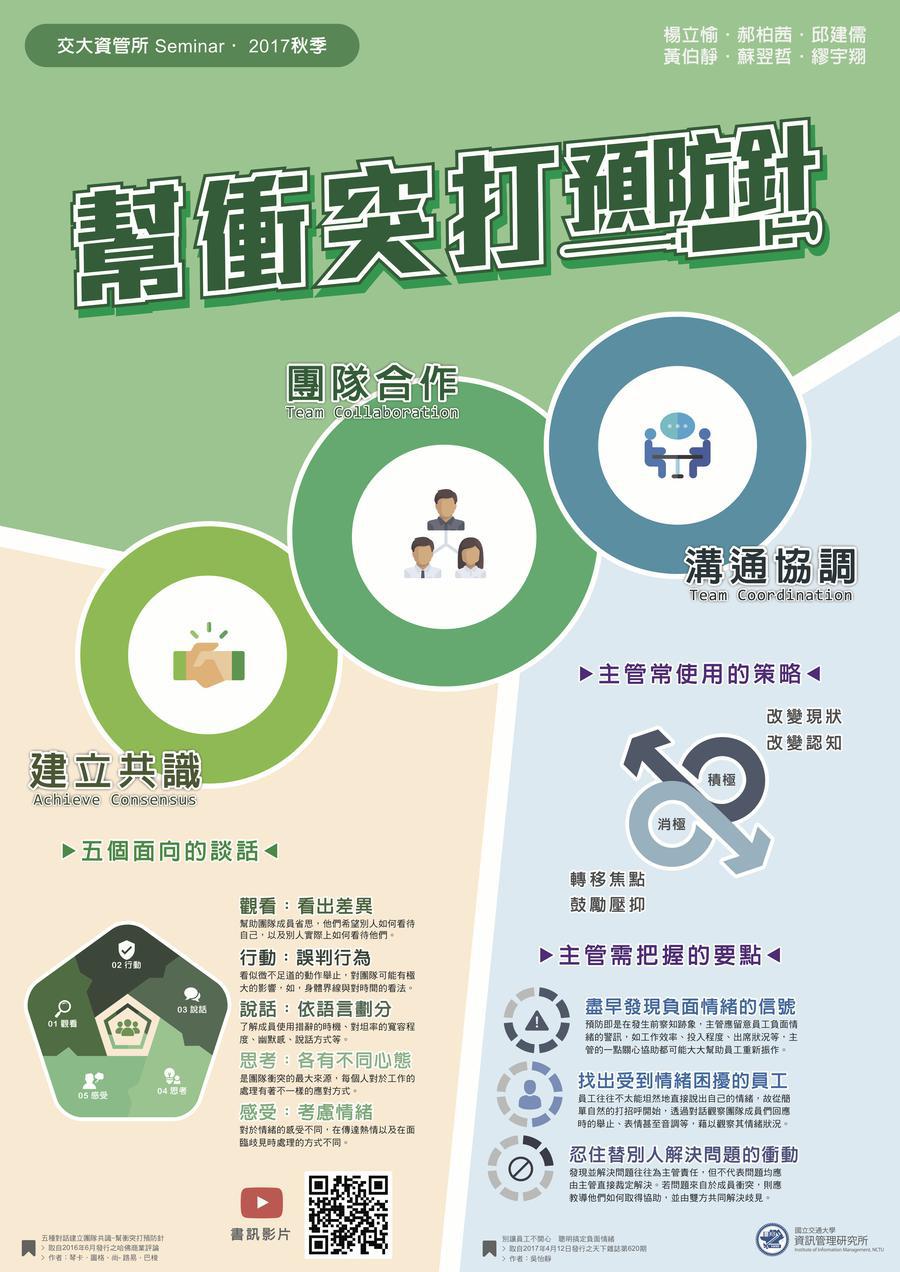 交大資管所 Seminar · 2017秋季
楊立愉 · 郝柏茜 · 邱建儒
黃伯靜 · 蘇翌哲 · 繆宇翔
幫衝突打預防針
團隊合作
Team Collaboration
溝通協調
Team Coordination
建立共識
Achieve Consensus
▶五個面向的談話◀
01 觀看
02 行動
03 說話
04 思考
05 感受
觀看：看出差異
幫助團隊成員省思，他們希望別人如何看待
自己，以及別人實際上如何看待他們。
行動：誤判行為
看似微不足道的動作舉止，對團隊可能有極
大的影響，如，身體界線與對時間的看法。
說話：依語言劃分
了解成員使用措辭的時機、對坦率的寬容程
度、幽默感、說話方式等。
思考：各有不同心態
是團隊衝突的最大來源，每個人對於工作的
處理有著不一樣的應對方式。
感受：考慮情緒
對於情緒的感受不同，在傳達熱情以及在面
臨歧見時處理的方式不同。
書訊影片
五種對話建立團隊共識-幫衝突打預防針
> 取自2016年6月發行之哈佛商業評論
> 作者：琴卡．圖格、尚-路易．巴梭
▶主管常使用的策略◀
改變現狀
改變認知
積極
消極
轉移焦點
鼓勵壓抑
▶主管需把握的要點◀
盡早發現負面情緒的信號
預防即是在發生前察知跡象，主管應留意員工負面情
緒的警訊，如工作效率、投入程度、出席狀況等，主
管的一點關心協助都可能大大幫助員工重新振作。
找出受到情緒困擾的員工
員工往往不大能坦然地直接說出自己的情緒，故從簡
單自然的打招呼開始，透過對話觀察團隊成員們回應
時的舉止、表情甚至音調等，藉以觀察其情緒狀況。
忍住替別人解決問題的衝動
發現並解決問題往往為主管責任，但不代表問題均應
由主管直接裁定解決。若問題來自於成員衝突，則應
教導他們如何取得協助，並由雙方共同解決歧見。
別讓員工不開心　聰明搞定負面情緒
> 取自2017年4月12日發行之天下雜誌第620期
> 作者：吳怡靜
國立交通大學
資訊管理研究所
Institute of Information Management, NCTU